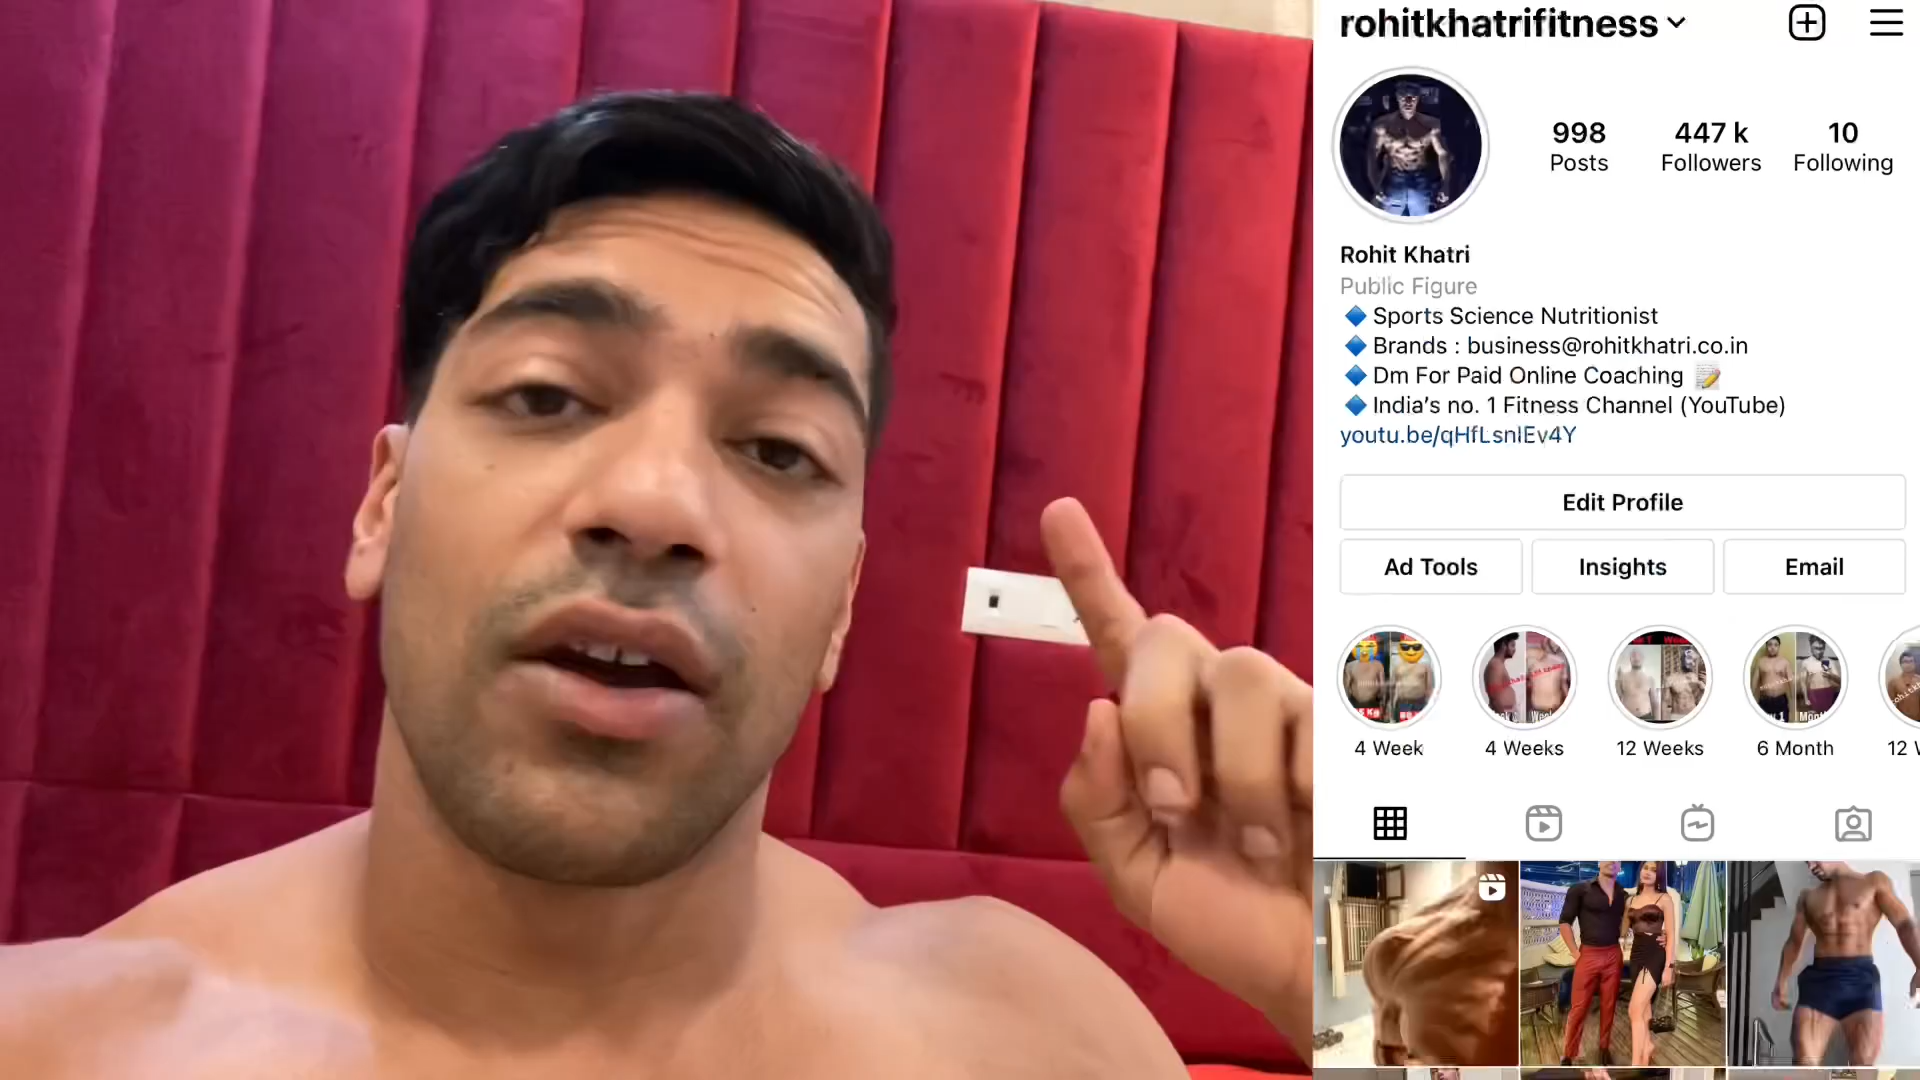 rohitkhatrifitness
998 447 k 10
Posts Followers Following
Rohit Khatri
Public Figure
Sports Science Nutritionist
Brands : business@rohitkhatri.co.in
Dm For Paid Online Coaching
India's no. 1 Fitness Channel (YouTube)
youtu.be/qHfLsnlEv4Y
Edit Profile
Ad Tools Insights Email
4 Week 4 Weeks 12 Weeks 6 Month 12 W